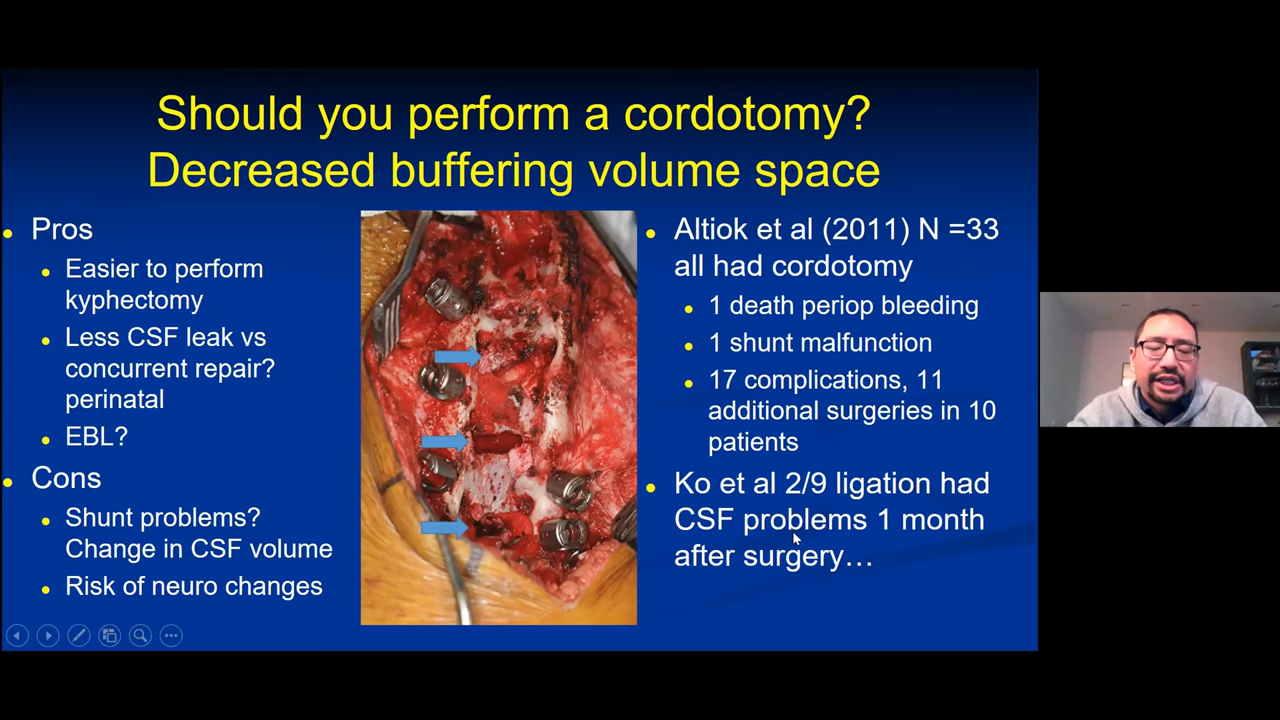 Should you perform a cordotomy?
Decreased buffering volume space
Pros
Easier to perform
kyphectomy
Less CSF leak vs
concurrent repair?
perinatal
EBL?
Cons
Shunt problems?
Change in CSF volume
Risk of neuro changes
Altiok et al (2011) N =33
all had cordotomy
1 death periop bleeding
1 shunt malfunction
17 complications, 11
additional surgeries in 10
patients
Ko et al 2/9 ligation had
CSF problems 1 month
after surgery…